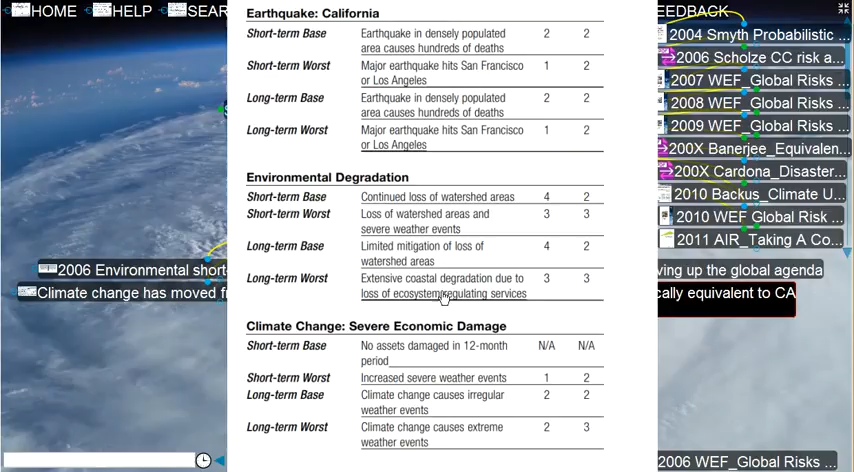 HOME HELP SEAR
EEDBACK
Earthquake: California
Short-term Base Earthquake in densely populated 2 2
area causes hundreds of deaths
Short-term Worst Major earthquake hits San Francisco 1 2
or Los Angeles
Long-term Base Earthquake in densely populated 2 2
area causes hundreds of deaths
Long-term Worst Major earthquake hits San Francisco 1 2
or Los Angeles
Environmental Degradation
Short-term Base Continued loss of watershed areas 4 2
Short-term Worst Loss of watershed areas and 3 3
severe weather events
Long-term Base Limited mitigation of loss of 4 2
watershed areas
Long-term Worst Extensive coastal degradation due to 3 3
loss of ecosystem regulating services
Climate Change: Severe Economic Damage
Short-term Base No assets damaged in 12-month N/A N/A
period
Short-term Worst Increased severe weather events 1 2
Long-term Base Climate change causes irregular 2 2
weather events
Long-term Worst Climate change causes extreme 2 3
weather events
2006 Environmental short
Climate change has moved f
2004 Smyth Probabilistic ...
2006 Scholze CC risk a...
2007 WEF_Global Risks ...
2008 WEF_Global Risks ...
2009 WEF_Global Risks ...
200X Banerjee_Equivalen...
200X Cardona_Disaster...
2010 Backus_Climate U...
2010 WEF Global Risk ...
2011 AIR_Taking A Co...
ving up the global agenda
cally equivalent to CA
2006 WEF_Global Risks ...